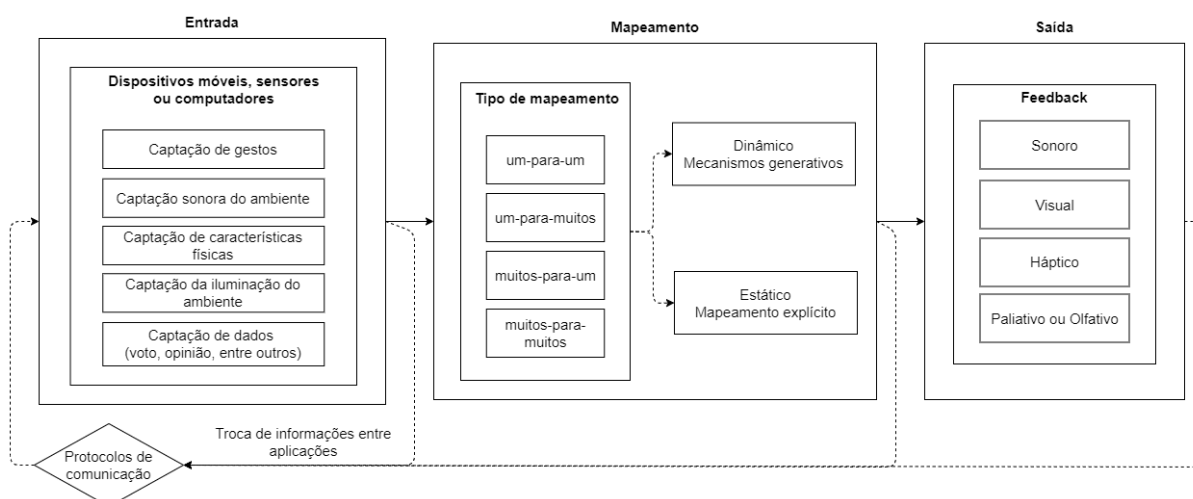 Entrada
Dispositivos móveis, sensores
ou computadores
Captação de gestos
Captação sonora do ambiente
Captação de características
físicas
Captação da iluminação do
ambiente
Captação de dados
(voto, opinião, entre outros)
Mapeamento
Tipo de mapeamento
um-para-um
um-para-muitos
muitos-para-um
muitos-para-
muitos
Dinâmico
Mecanismos generativos
Estático
Mapeamento explícito
Saída
Feedback
Sonoro
Visual
Háptico
Paliativo ou Olfativo
Troca de informações entre
aplicações
Protocolos de
comunicação